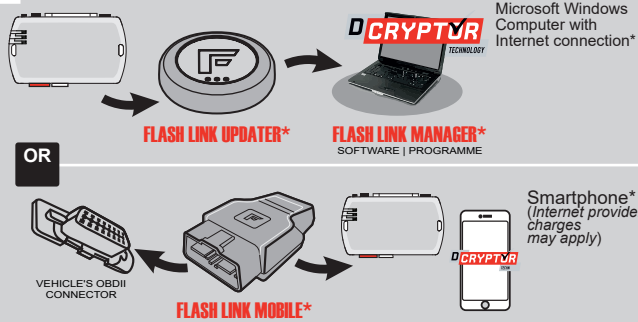 Microsoft Windows
Computer with
Internet connection*
DCRYPTOR
TECHNOLOGY
FLASH LINK UPDATER*
FLASH LINK MANAGER*
SOFTWARE | PROGRAMME
OR
Smartphone*
(Internet provide
charges
may apply)
DCRYPTOR
VEHICLE'S OBDII
CONNECTOR
FLASH LINK MOBILE*